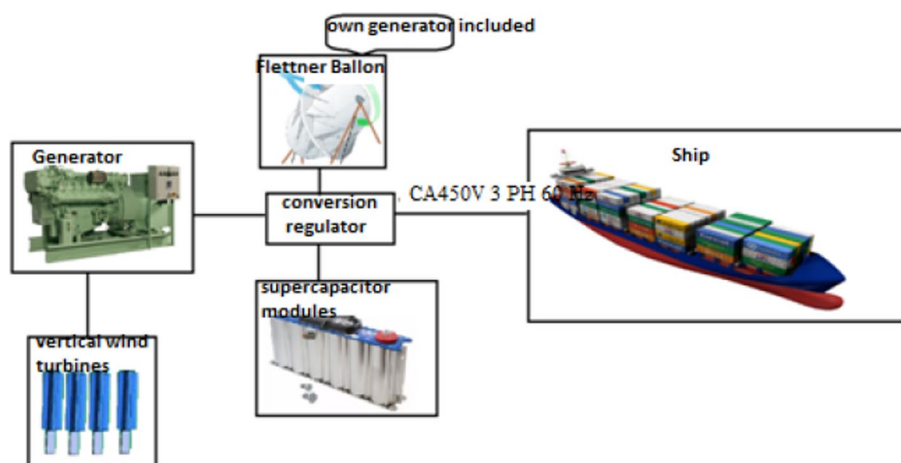 own generator included
Flettner Ballon
Generator
Ship
conversion
regulator
. CA450V 3 PH 60 Hz
supercapacitor
modules
vertical wind
turbines